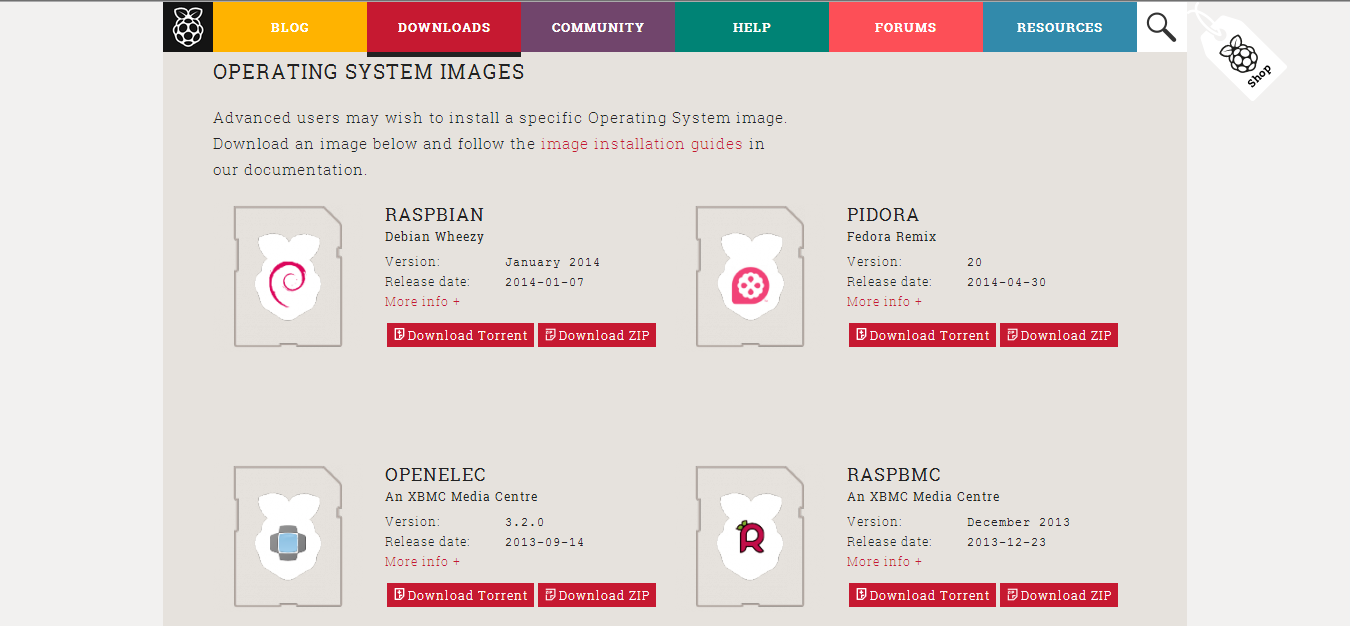 BLOG DOWNLOADS COMMUNITY HELP FORUMS RESOURCES
Shop
OPERATING SYSTEM IMAGES
Advanced users may wish to install a specific Operating System image.
Download an image below and follow the image installation guides in
our documentation.
RASPBIAN
Debian Wheezy
Version: January 2014
Release date: 2014-01-07
More info +
Download Torrent Download ZIP
PIDORA
Fedora Remix
Version: 20
Release date: 2014-04-30
More info +
Download Torrent Download ZIP
OPENELEC
An XBMC Media Centre
Version: 3.2.0
Release date: 2013-09-14
More info +
Download Torrent Download ZIP
RASPBMC
An XBMC Media Centre
Version: December 2013
Release date: 2013-12-23
More info +
Download Torrent Download ZIP